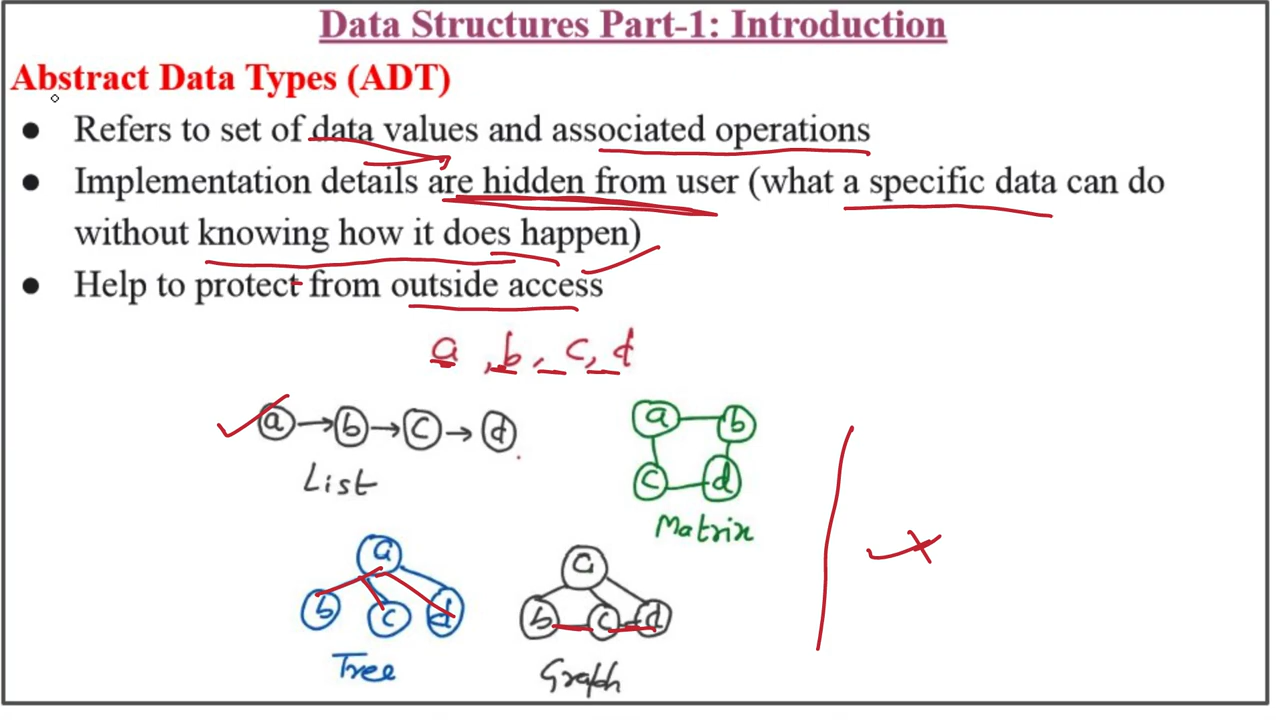 Data Structures Part-1: Introduction
Abstract Data Types (ADT)
● Refers to set of data values and associated operations
● Implementation details are hidden from user (what a specific data can do
without knowing how it does happen)
● Help to protect from outside access
a, b, c, d
a → b → c → d
List
a b
c d
Matrix
a
b c d
Tree
a
b c d
Graph